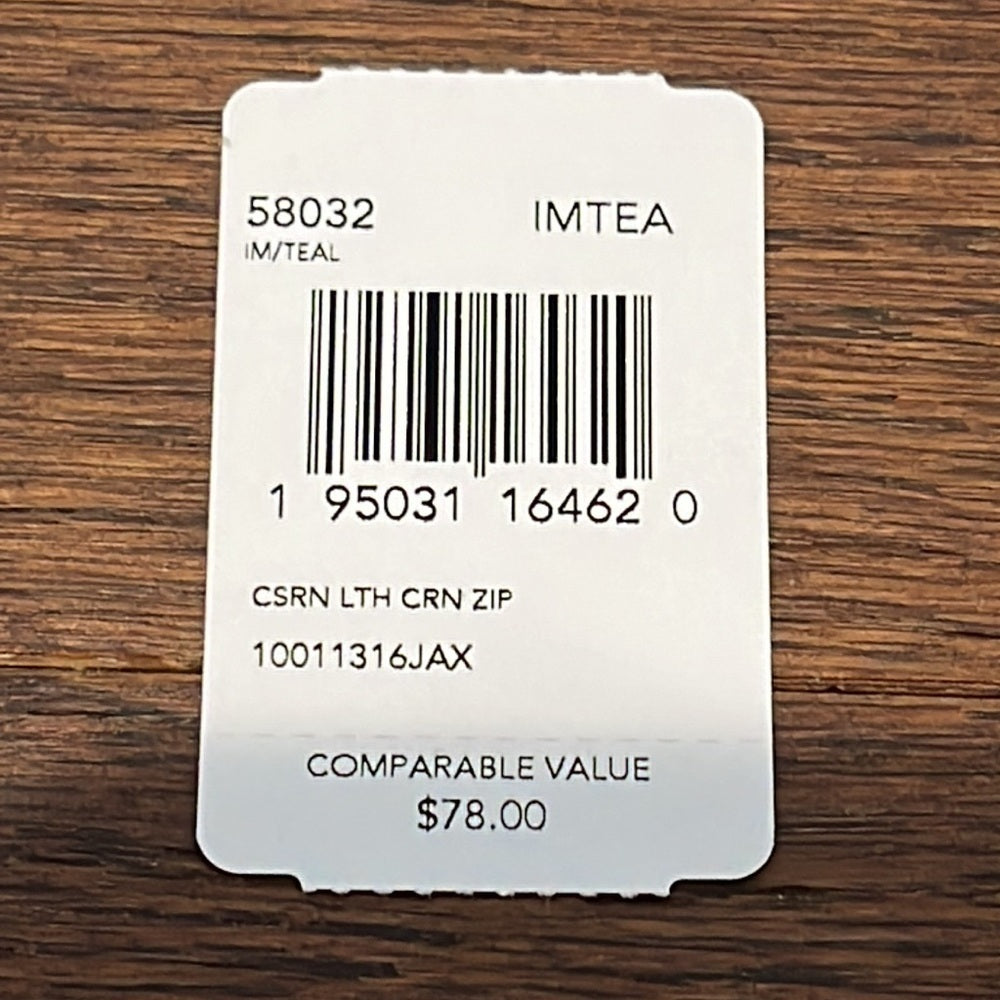 58032 IMTEA
IM/TEAL
1 95031 16462 0
CSRN LTH CRN ZIP
10011316JAX
COMPARABLE VALUE
$78.00